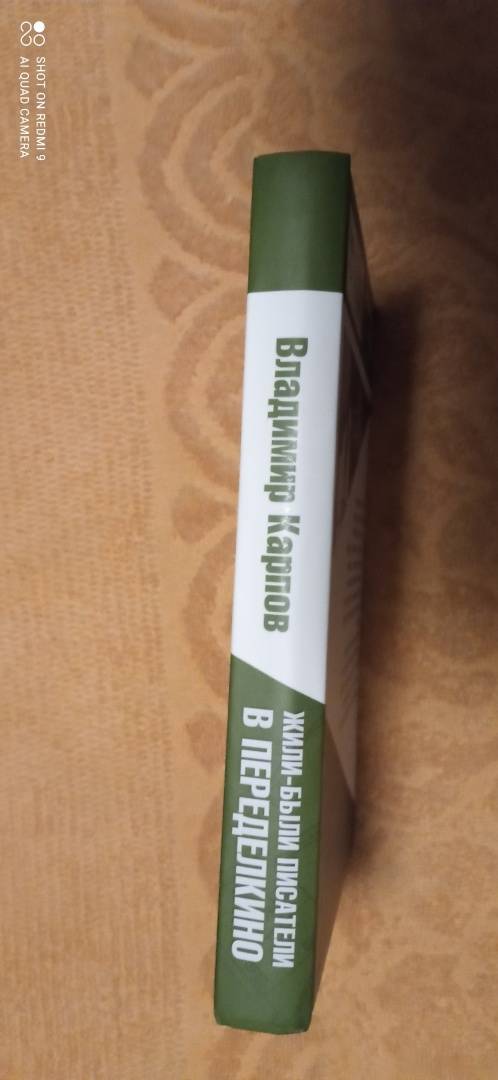 SHOT ON REDMI 9
AI QUAD CAMERA
Владимир Карпов
ЖИЛИ-БЫЛИ ПИСАТЕЛИ
В ПЕРЕДЕЛКИНО